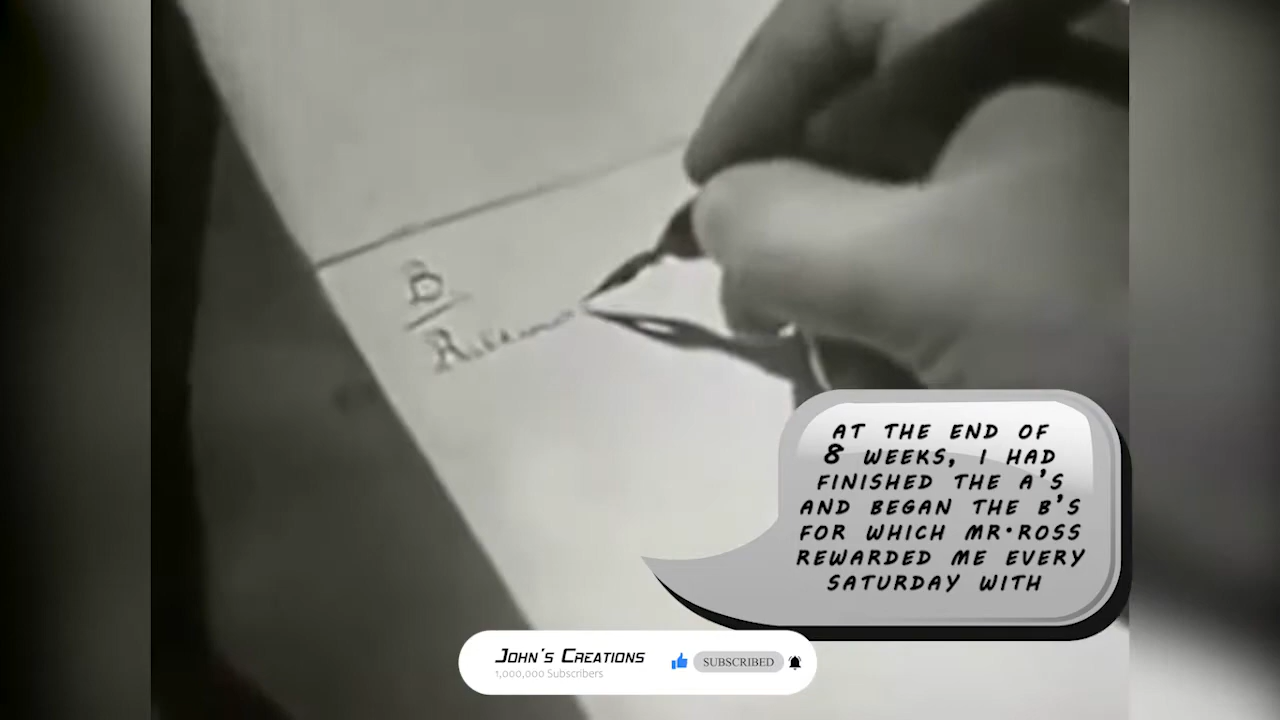 B
AT THE END OF
8 WEEKS, I HAD
FINISHED THE A'S
AND BEGAN THE B'S
FOR WHICH MR. ROSS
REWARDED ME EVERY
SATURDAY WITH
JOHN'S CREATIONS
1,000,000 Subscribers
SUBSCRIBED